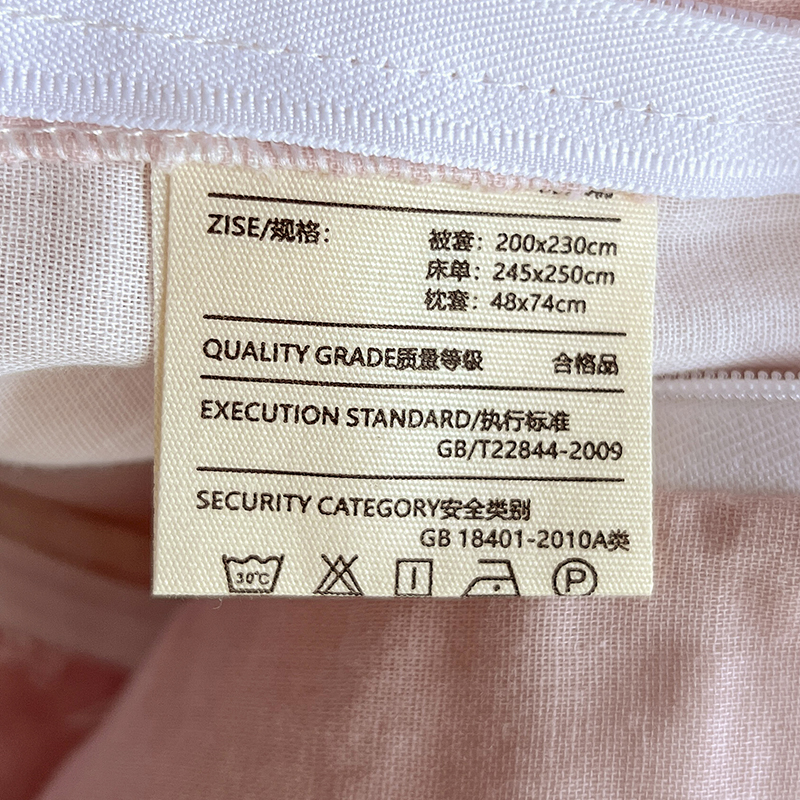 ZISE/规格：
被套：200x230cm
床单：245x250cm
枕套：48x74cm
QUALITY GRADE质量等级 合格品
EXECUTION STANDARD/执行标准
GB/T22844-2009
SECURITY CATEGORY安全类别
GB 18401-2010A类
30℃ P